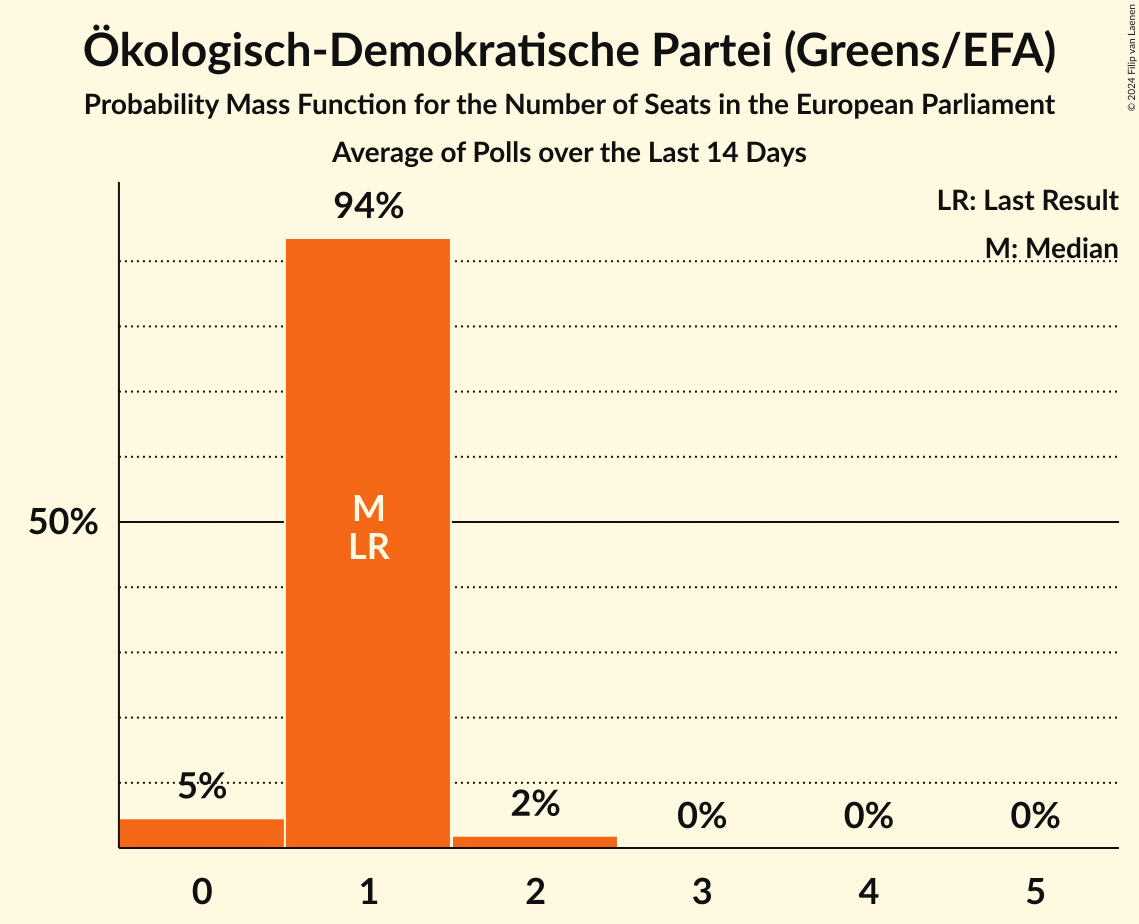 Ökologisch-Demokratische Partei (Greens/EFA)
Probability Mass Function for the Number of Seats in the European Parliament
Average of Polls over the Last 14 Days
© 2024 Filip van Laenen
LR: Last Result
M: Median
94%
50%
M
LR
5%
2%
0%
0%
0%
0
1
2
3
4
5